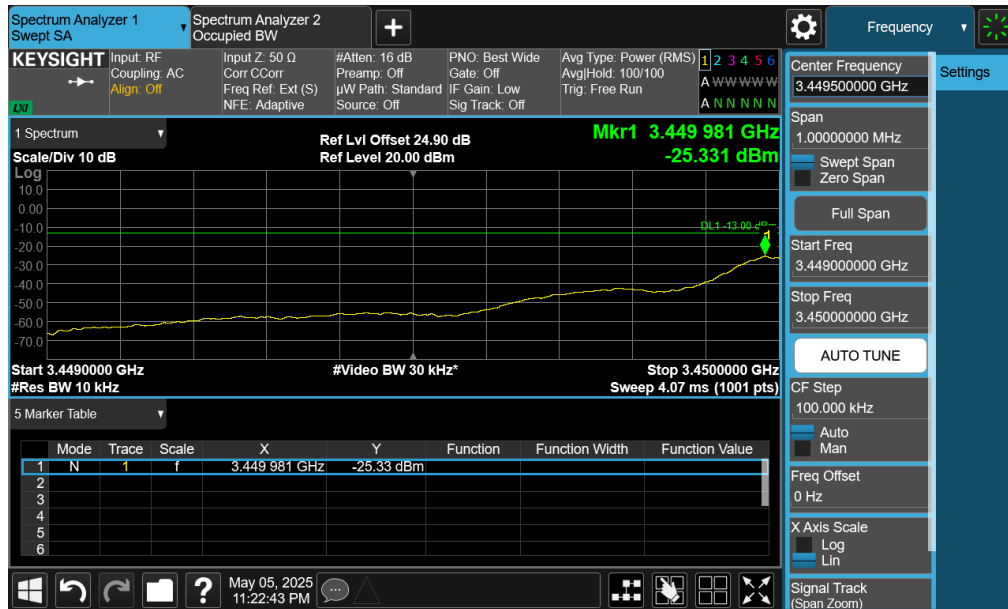 Spectrum Analyzer 1
Swept SA
Spectrum Analyzer 2
Occupied BW
+
Frequency
KEYSIGHT
LXI
Input: RF
Coupling: AC
Align: Off
Input Z: 50 Ω
Corr CCorr
Freq Ref: Ext (S)
NFE: Adaptive
#Atten: 16 dB
Preamp: Off
µW Path: Standard
Source: Off
PNO: Best Wide
Gate: Off
IF Gain: Low
Sig Track: Off
Avg Type: Power (RMS)
Avg|Hold: 100/100
Trig: Free Run
1 2 3 4 5 6
A W W W W W
A N N N N N
1 Spectrum
Scale/Div 10 dB
Ref Lvl Offset 24.90 dB
Ref Level 20.00 dBm
Mkr1 3.449 981 GHz
-25.331 dBm
Log
10.0
0.00
-10.0
-20.0
-30.0
-40.0
-50.0
-60.0
-70.0
DL1 -13.00 dBm
1
Start 3.4490000 GHz
#Res BW 10 kHz
#Video BW 30 kHz*
Stop 3.4500000 GHz
Sweep 4.07 ms (1001 pts)
5 Marker Table
Mode Trace Scale X Y Function Function Width Function Value
1 N 1 f 3.449 981 GHz -25.33 dBm
2
3
4
5
6
?
May 05, 2025
11:22:43 PM
Center Frequency
3.449500000 GHz
Span
1.00000000 MHz
Swept Span
Zero Span
Full Span
Start Freq
3.449000000 GHz
Stop Freq
3.450000000 GHz
AUTO TUNE
CF Step
100.000 kHz
Auto
Man
Freq Offset
0 Hz
X Axis Scale
Log
Lin
Signal Track
(Span Zoom)
Settings